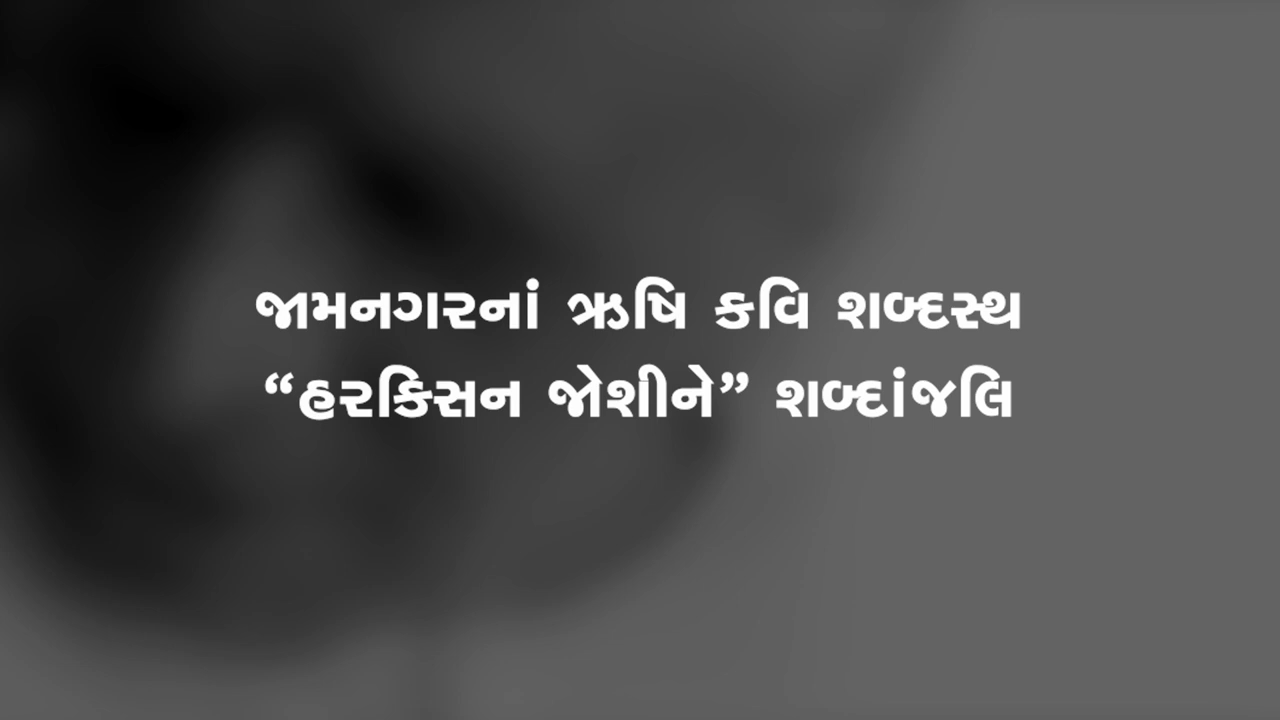 જામનગરનાં ઋષિ કવિ શબ્દસ્થ
“હરકિસન જોશીને” શબ્દાંજલિ